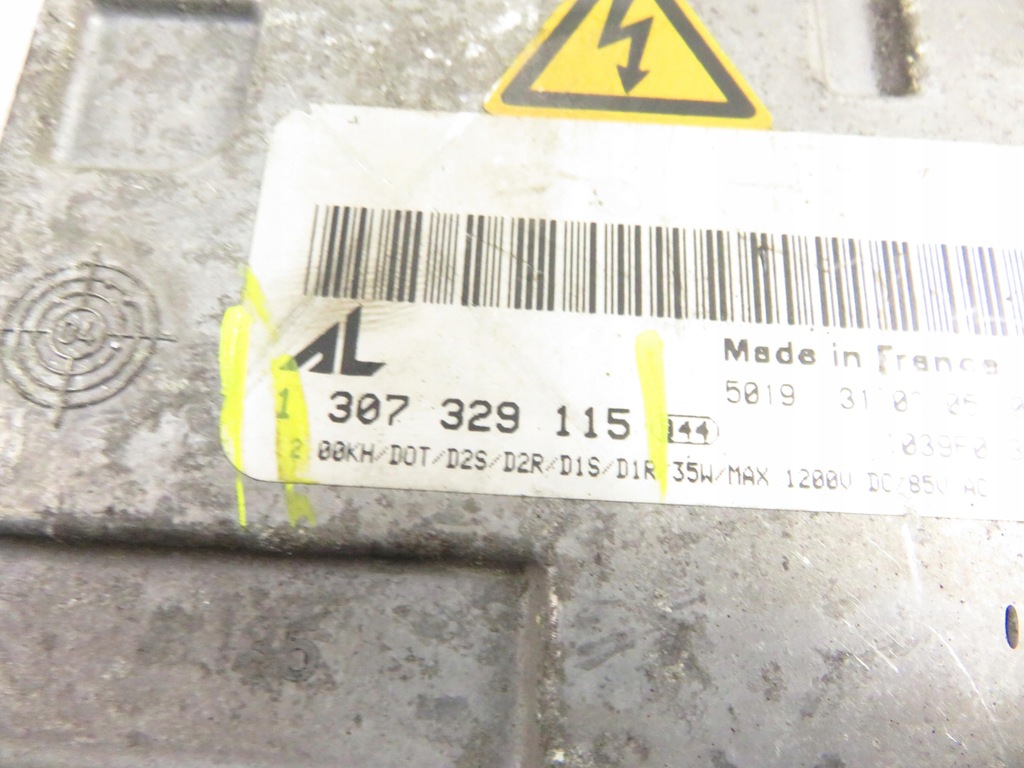 AL
Made in France
1 307 329 115 144
5019
00KH/DOT/D2S/D2R/D1S/D1R 35W/MAX 1200V DC/85V AC